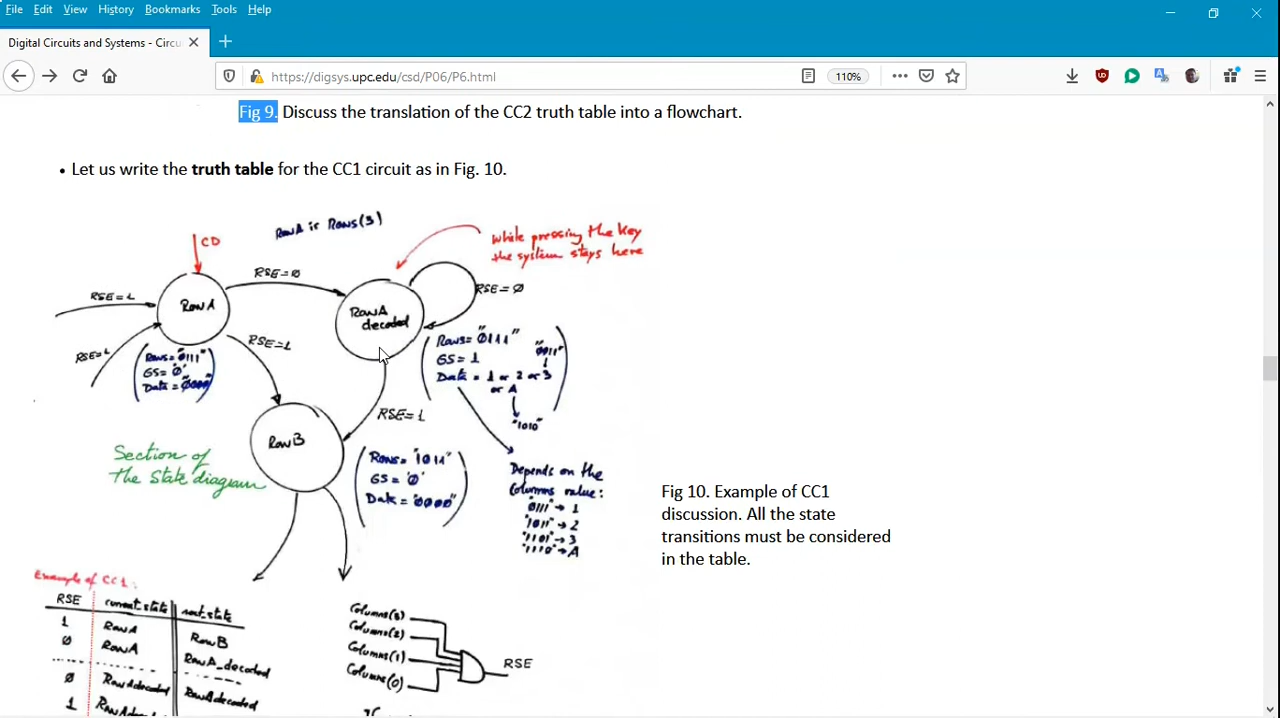 File Edit View History Bookmarks Tools Help
Digital Circuits and Systems - Circu
https://digsys.upc.edu/csd/P06/P6.html
110%
Fig 9. Discuss the translation of the CC2 truth table into a flowchart.
• Let us write the truth table for the CC1 circuit as in Fig. 10.
RowA is Rows(3)
while pressing the key
the system stays here
CD
RSE=0
RSE=1
RowA
RowA
decoded
RSE=0
RSE=1
RSE=1
Rows="0111"
GS='0'
Data="0000"
Rows="0111"
GS=1
Data=1 or 2 or 3
or A
"0011"
"1010"
RSE=1
RowB
Section of
the state diagram
Rows="1011"
GS='0'
Data="0000"
Depends on the
Columns value:
"0111"→1
"1011"→2
"1101"→3
"1110"→A
Fig 10. Example of CC1
discussion. All the state
transitions must be considered
in the table.
Example of CC1:
RSE current_state next_state
1 RowA RowB
0 RowA RowA_decoded
0 RowAdecoded RowAdecoded
1 RowAdecoded
Columns(3)
Columns(2)
Columns(1)
Columns(0)
RSE